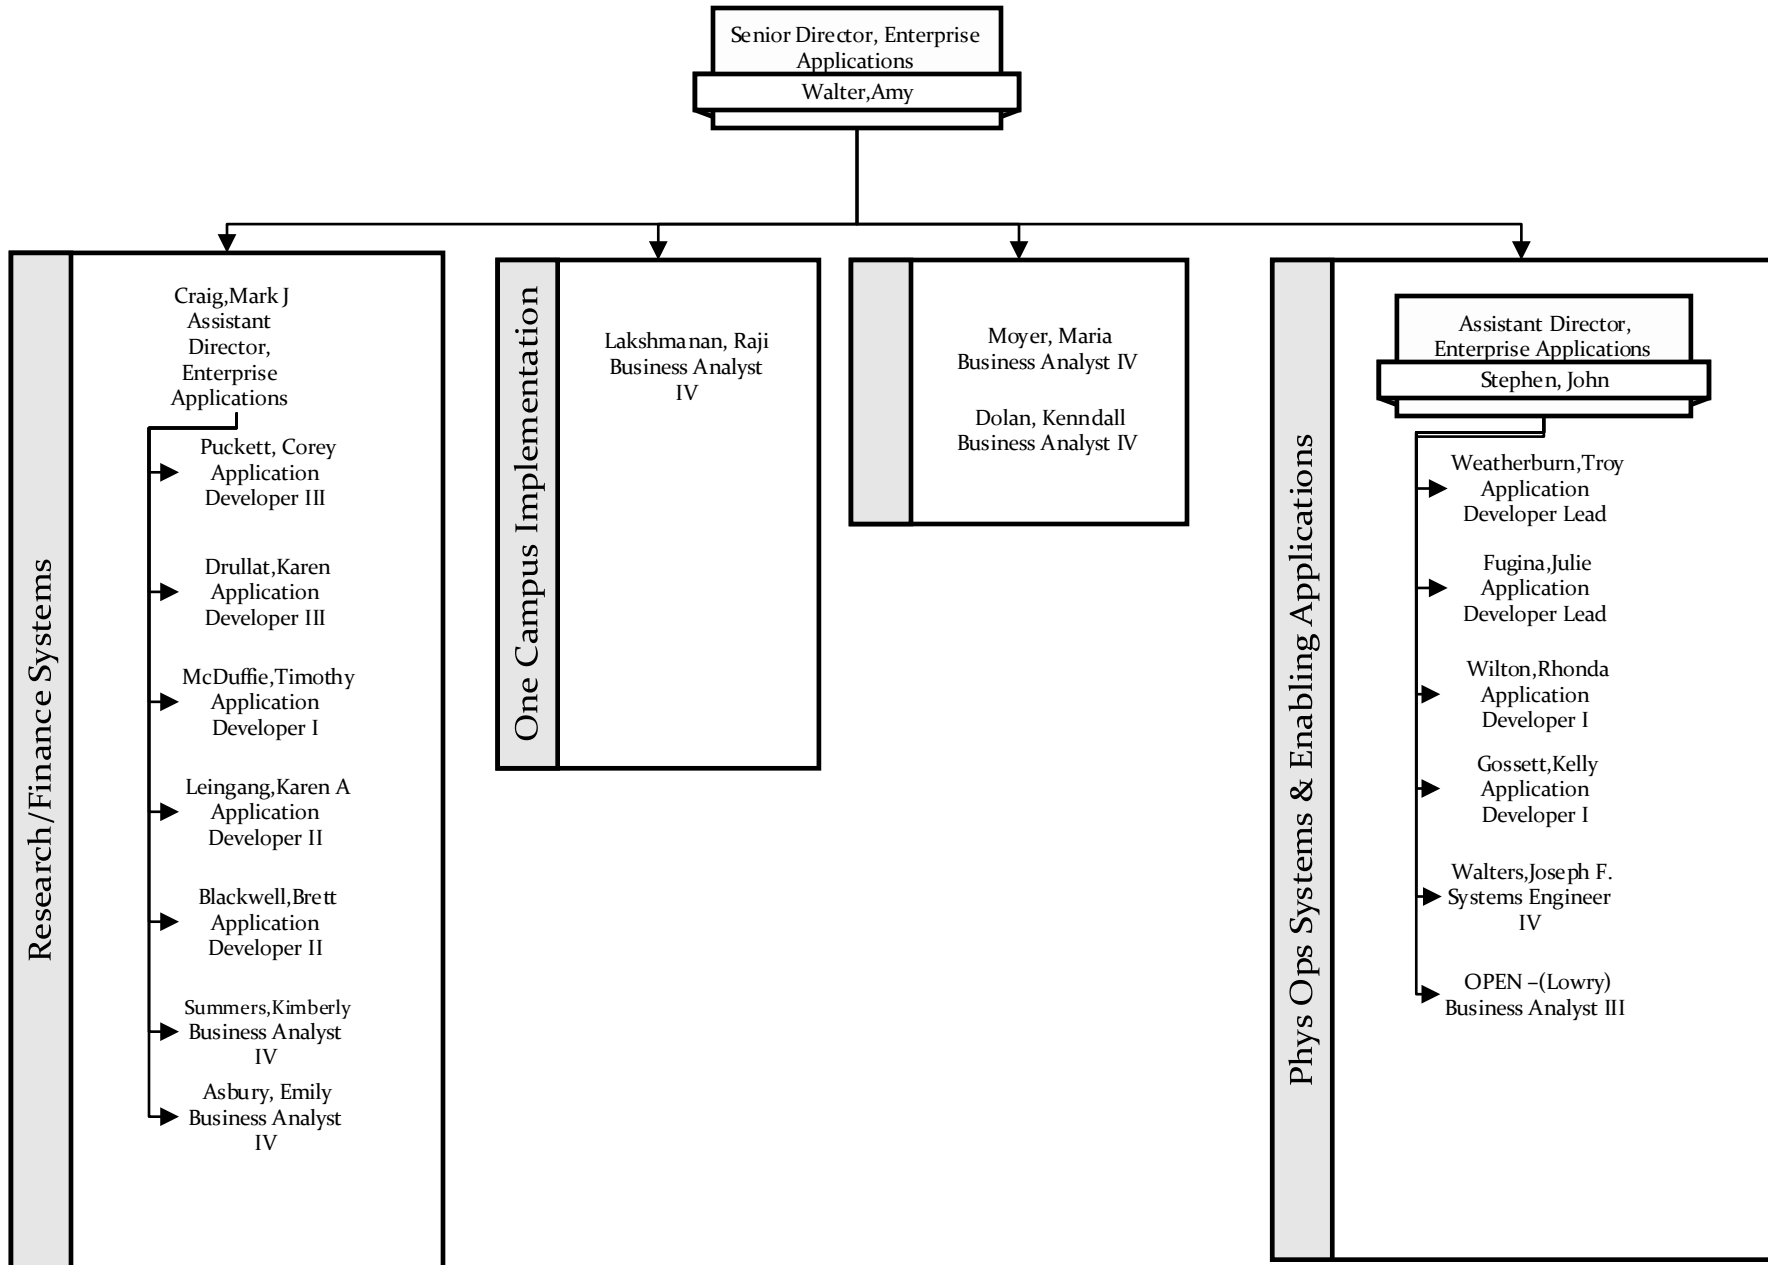 Senior Director, Enterprise
Applications
Walter,Amy
Research/Finance Systems
Craig,Mark J
Assistant
Director,
Enterprise
Applications
Puckett, Corey
Application
Developer III
Drullat,Karen
Application
Developer III
McDuffie,Timothy
Application
Developer I
Leingang,Karen A
Application
Developer II
Blackwell,Brett
Application
Developer II
Summers,Kimberly
Business Analyst
IV
Asbury, Emily
Business Analyst
IV
One Campus Implementation
Lakshmanan, Raji
Business Analyst
IV
Moyer, Maria
Business Analyst IV
Dolan, Kenndall
Business Analyst IV
Phys Ops Systems & Enabling Applications
Assistant Director,
Enterprise Applications
Stephen, John
Weatherburn,Troy
Application
Developer Lead
Fugina,Julie
Application
Developer Lead
Wilton,Rhonda
Application
Developer I
Gossett,Kelly
Application
Developer I
Walters,Joseph F.
Systems Engineer
IV
OPEN –(Lowry)
Business Analyst III